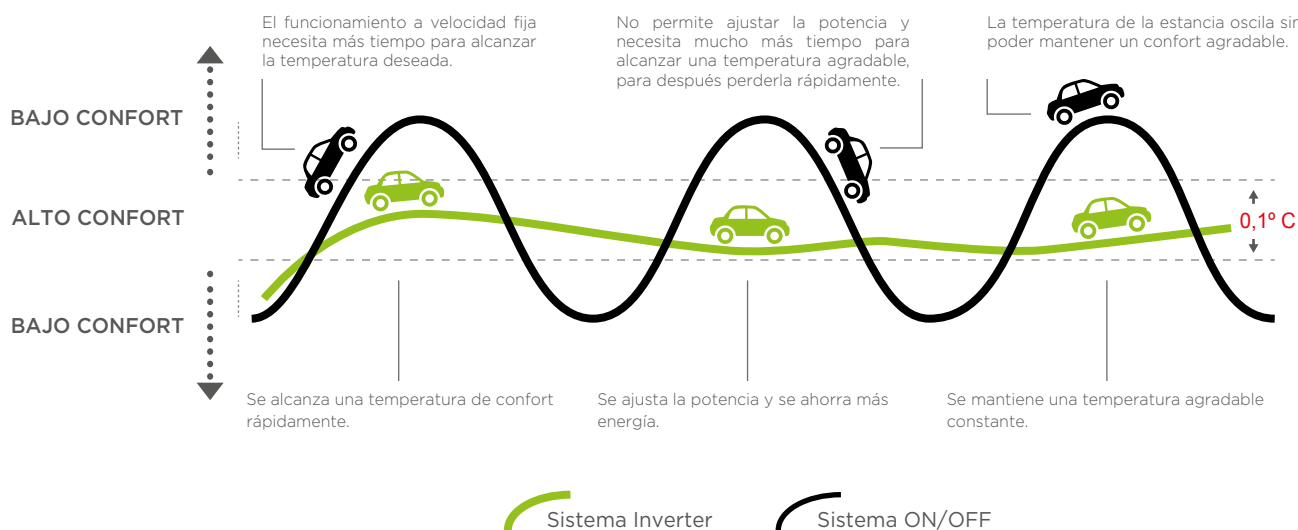 El funcionamiento a velocidad fija
necesita más tiempo para alcanzar
la temperatura deseada.
No permite ajustar la potencia y
necesita mucho más tiempo para
alcanzar una temperatura agradable,
para después perderla rápidamente.
La temperatura de la estancia oscila sir
poder mantener un confort agradable.
BAJO CONFORT
ALTO CONFORT
0,1º C
BAJO CONFORT
Se alcanza una temperatura de confort
rápidamente.
Se ajusta la potencia y se ahorra más
energía.
Se mantiene una temperatura agradable
constante.
Sistema Inverter
Sistema ON/OFF